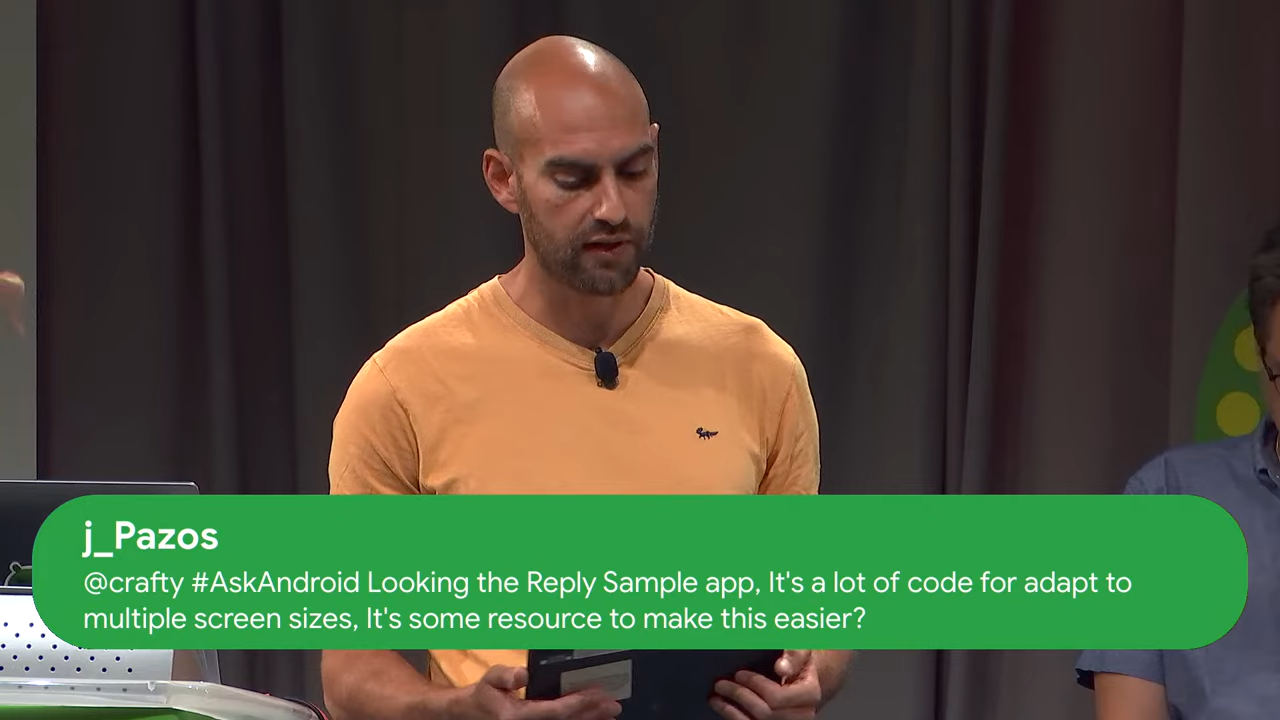 j_Pazos
@crafty #AskAndroid Looking the Reply Sample app, It's a lot of code for adapt to
multiple screen sizes, It's some resource to make this easier?